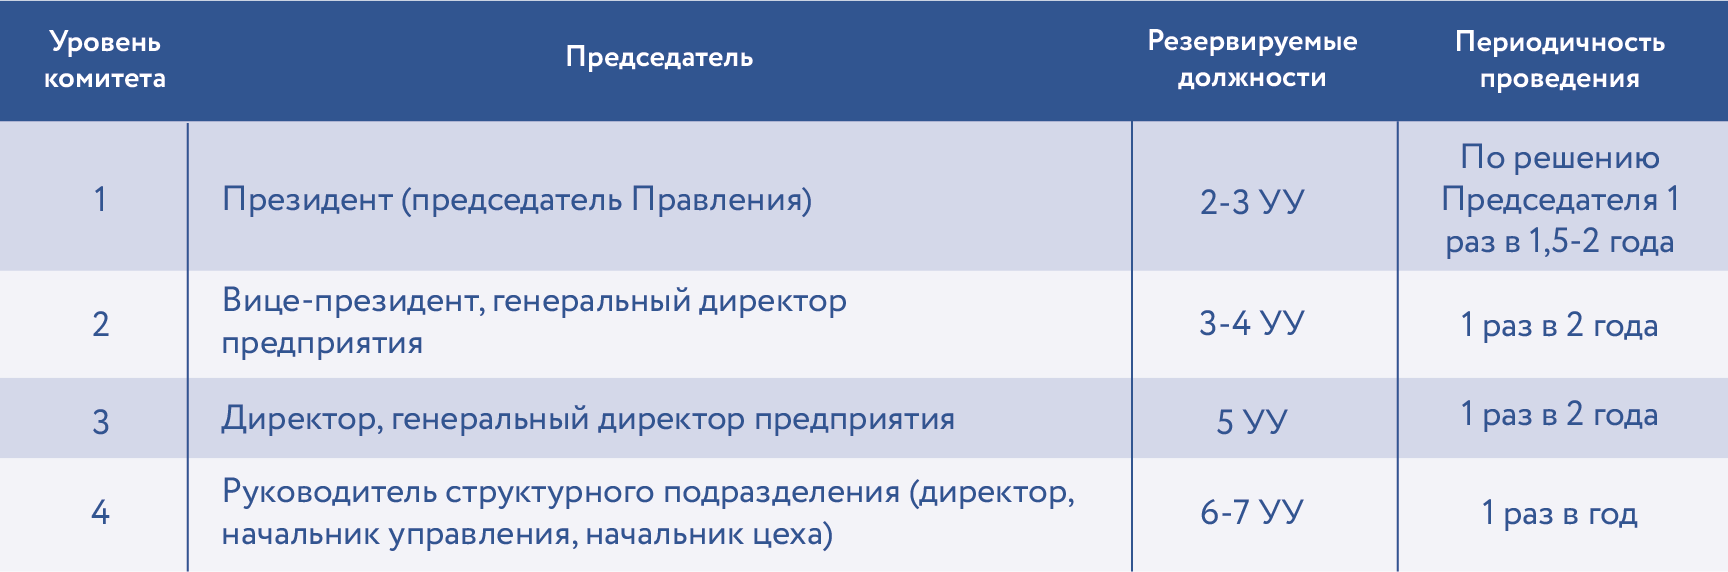 Уровень
комитета
Председатель
Резервируемые
должности
Периодичность
проведения
1
Президент (председатель Правления)
2-3 УУ
По решению
Председателя 1
раз в 1,5-2 года
2
Вице-президент, генеральный директор
предприятия
3-4 УУ
1 раз в 2 года
3
Директор, генеральный директор предприятия
5 УУ
1 раз в 2 года
4
Руководитель структурного подразделения (директор,
начальник управления, начальник цеха)
6-7 УУ
1 раз в год